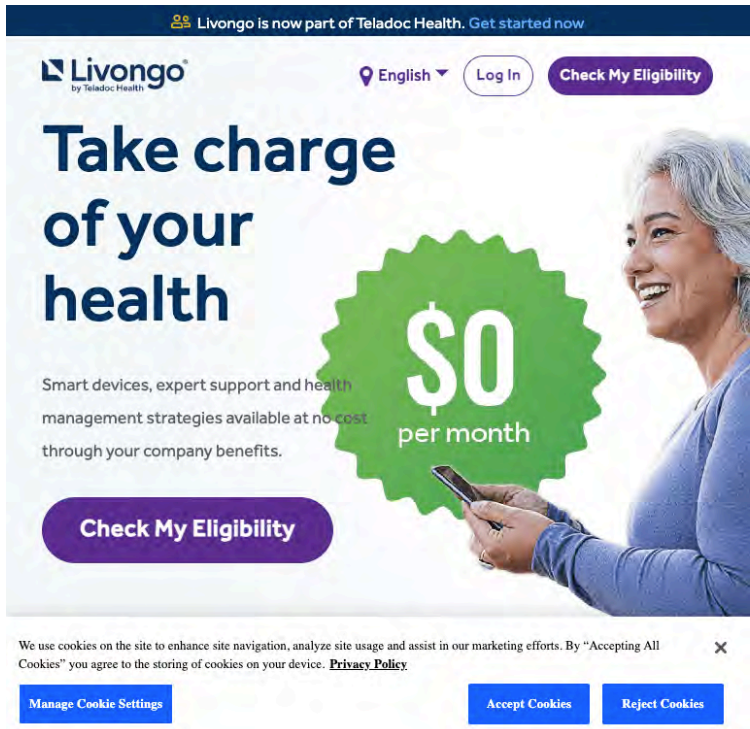 Livongo is now part of Teladoc Health. Get started now
Livongo®
by Teladoc Health
English
Log In
Check My Eligibility
Take charge
of your
health
$0
per month
Smart devices, expert support and health
management strategies available at no cost
through your company benefits.
Check My Eligibility
We use cookies on the site to enhance site navigation, analyze site usage and assist in our marketing efforts. By “Accepting All
Cookies” you agree to the storing of cookies on your device. Privacy Policy
Manage Cookie Settings
Accept Cookies
Reject Cookies